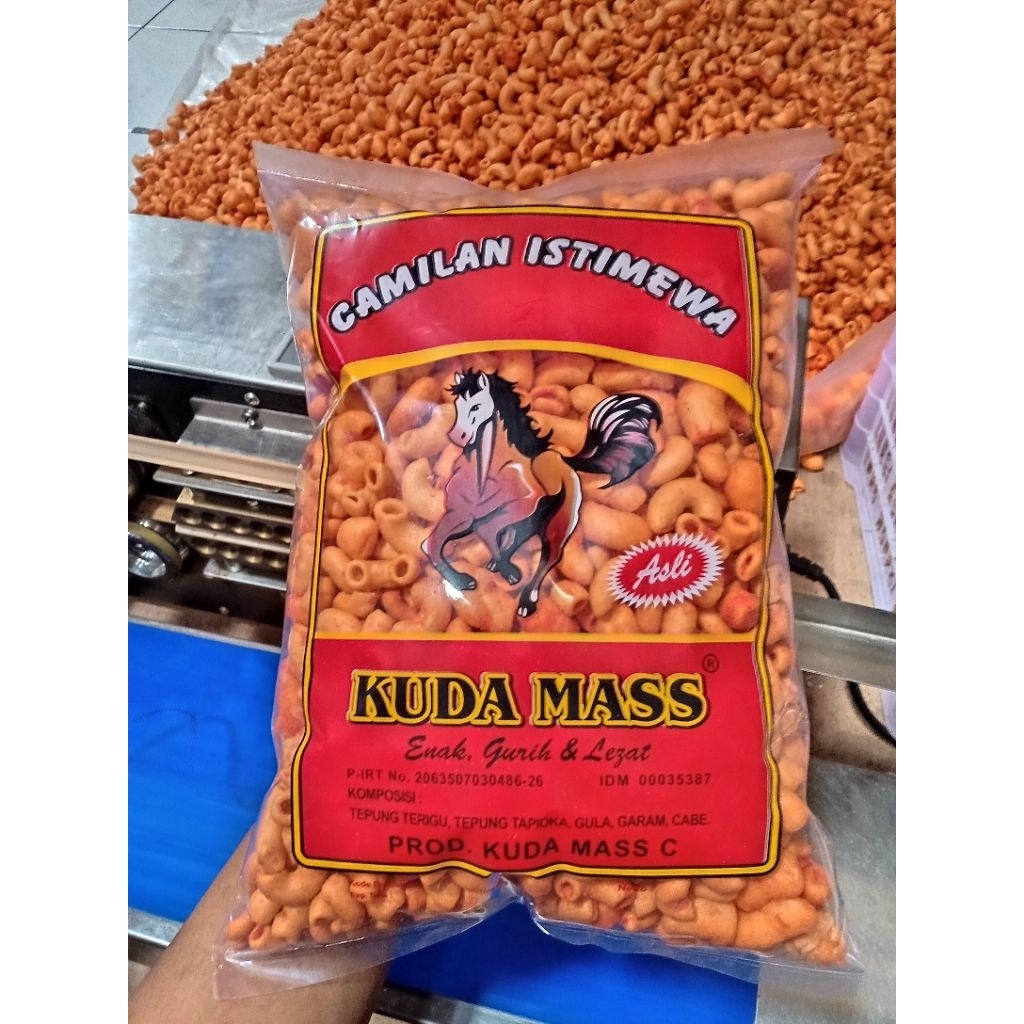 CAMILAN ISTIMEWA
Asli
KUDA MASS ®
Enak, Gurih & Lezat
P-IRT No. 2063507030486-26 IDM 00035387
KOMPOSISI :
TEPUNG TERIGU, TEPUNG TAPIOKA, GULA, GARAM, CABE.
PROD. KUDA MASS C